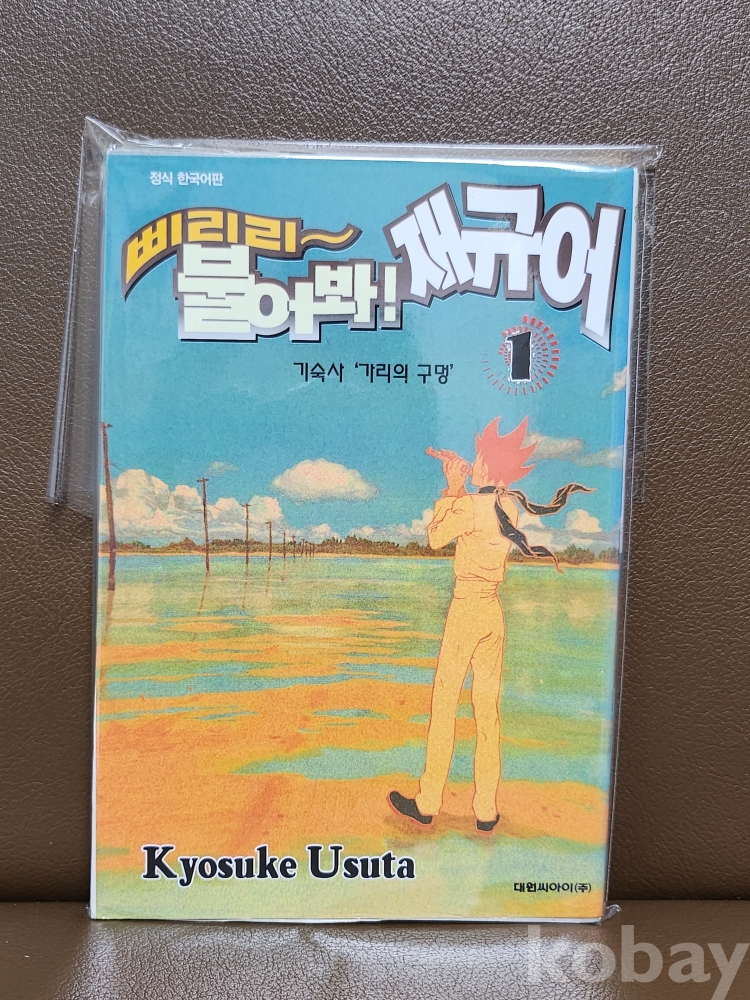 정식 한국어판
삐리리~
불어봐! 재규어
1
기숙사 '가리의 구멍'
Kyosuke Usuta
대원씨아이(주)
kobay